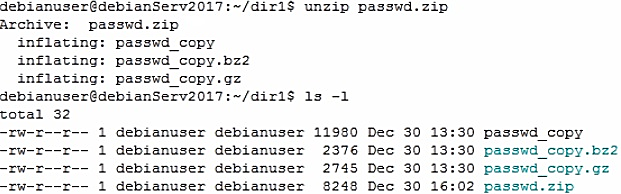 debianuser@debianServ2017:~/dir1$ unzip passwd.zip
Archive:  passwd.zip
  inflating: passwd_copy
  inflating: passwd_copy.bz2
  inflating: passwd_copy.gz
debianuser@debianServ2017:~/dir1$ ls -l
total 32
-rw-r--r-- 1 debianuser debianuser 11980 Dec 30 13:30 passwd_copy
-rw-r--r-- 1 debianuser debianuser  2376 Dec 30 13:30 passwd_copy.bz2
-rw-r--r-- 1 debianuser debianuser  2745 Dec 30 13:30 passwd_copy.gz
-rw-r--r-- 1 debianuser debianuser  8248 Dec 30 16:02 passwd.zip